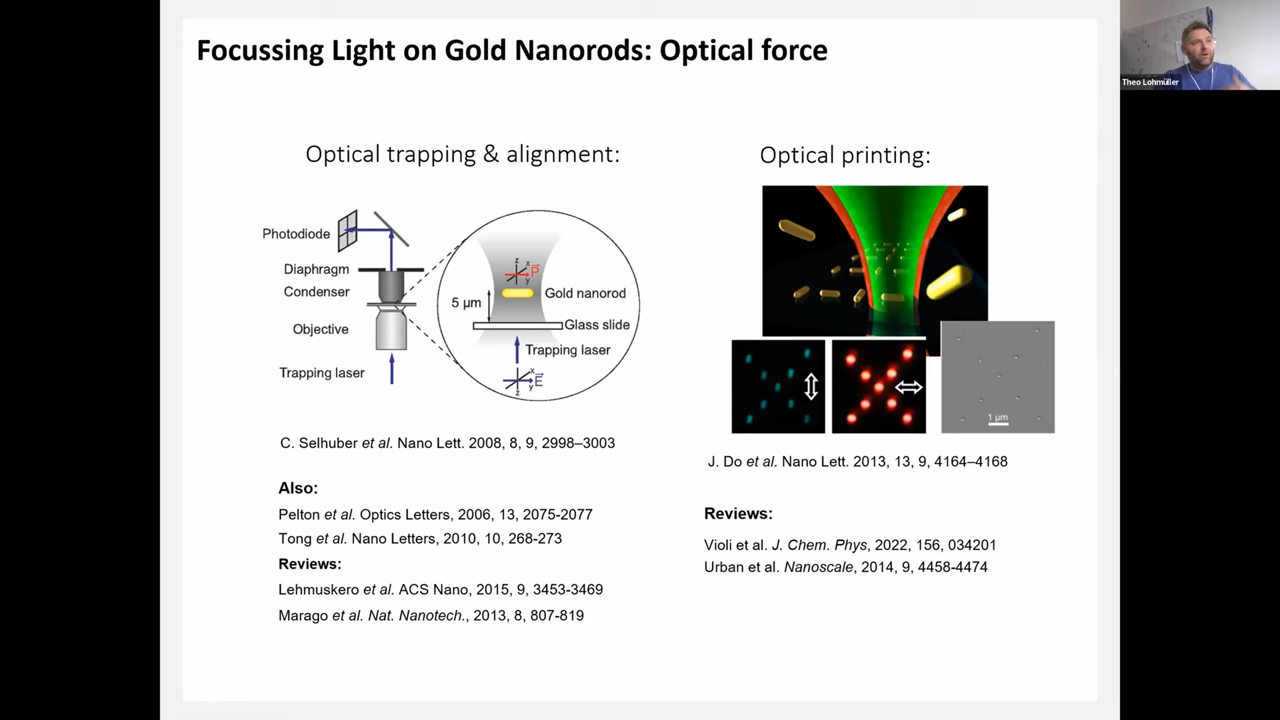 Focussing Light on Gold Nanorods: Optical force
Theo Lohmüller
Optical trapping & alignment:
Photodiode
Diaphragm
Condenser
Objective
Trapping laser
z
x
P
y
5 µm
Gold nanorod
Glass slide
Trapping laser
x
E
y
z
C. Selhuber et al. Nano Lett. 2008, 8, 9, 2998–3003
Also:
Pelton et al. Optics Letters, 2006, 13, 2075-2077
Tong et al. Nano Letters, 2010, 10, 268-273
Reviews:
Lehmuskero et al. ACS Nano, 2015, 9, 3453-3469
Marago et al. Nat. Nanotech., 2013, 8, 807-819
Optical printing:
1 µm
J. Do et al. Nano Lett. 2013, 13, 9, 4164–4168
Reviews:
Violi et al. J. Chem. Phys, 2022, 156, 034201
Urban et al. Nanoscale, 2014, 9, 4458-4474